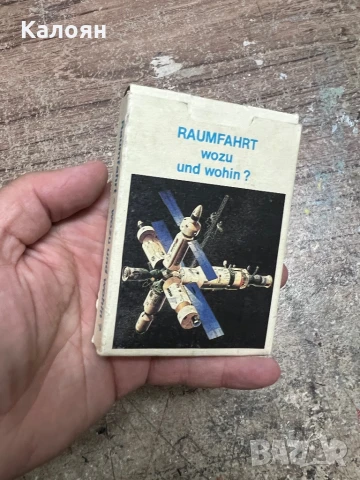 Калоян
RAUMFAHRT
wozu
und wohin?
BAZAR